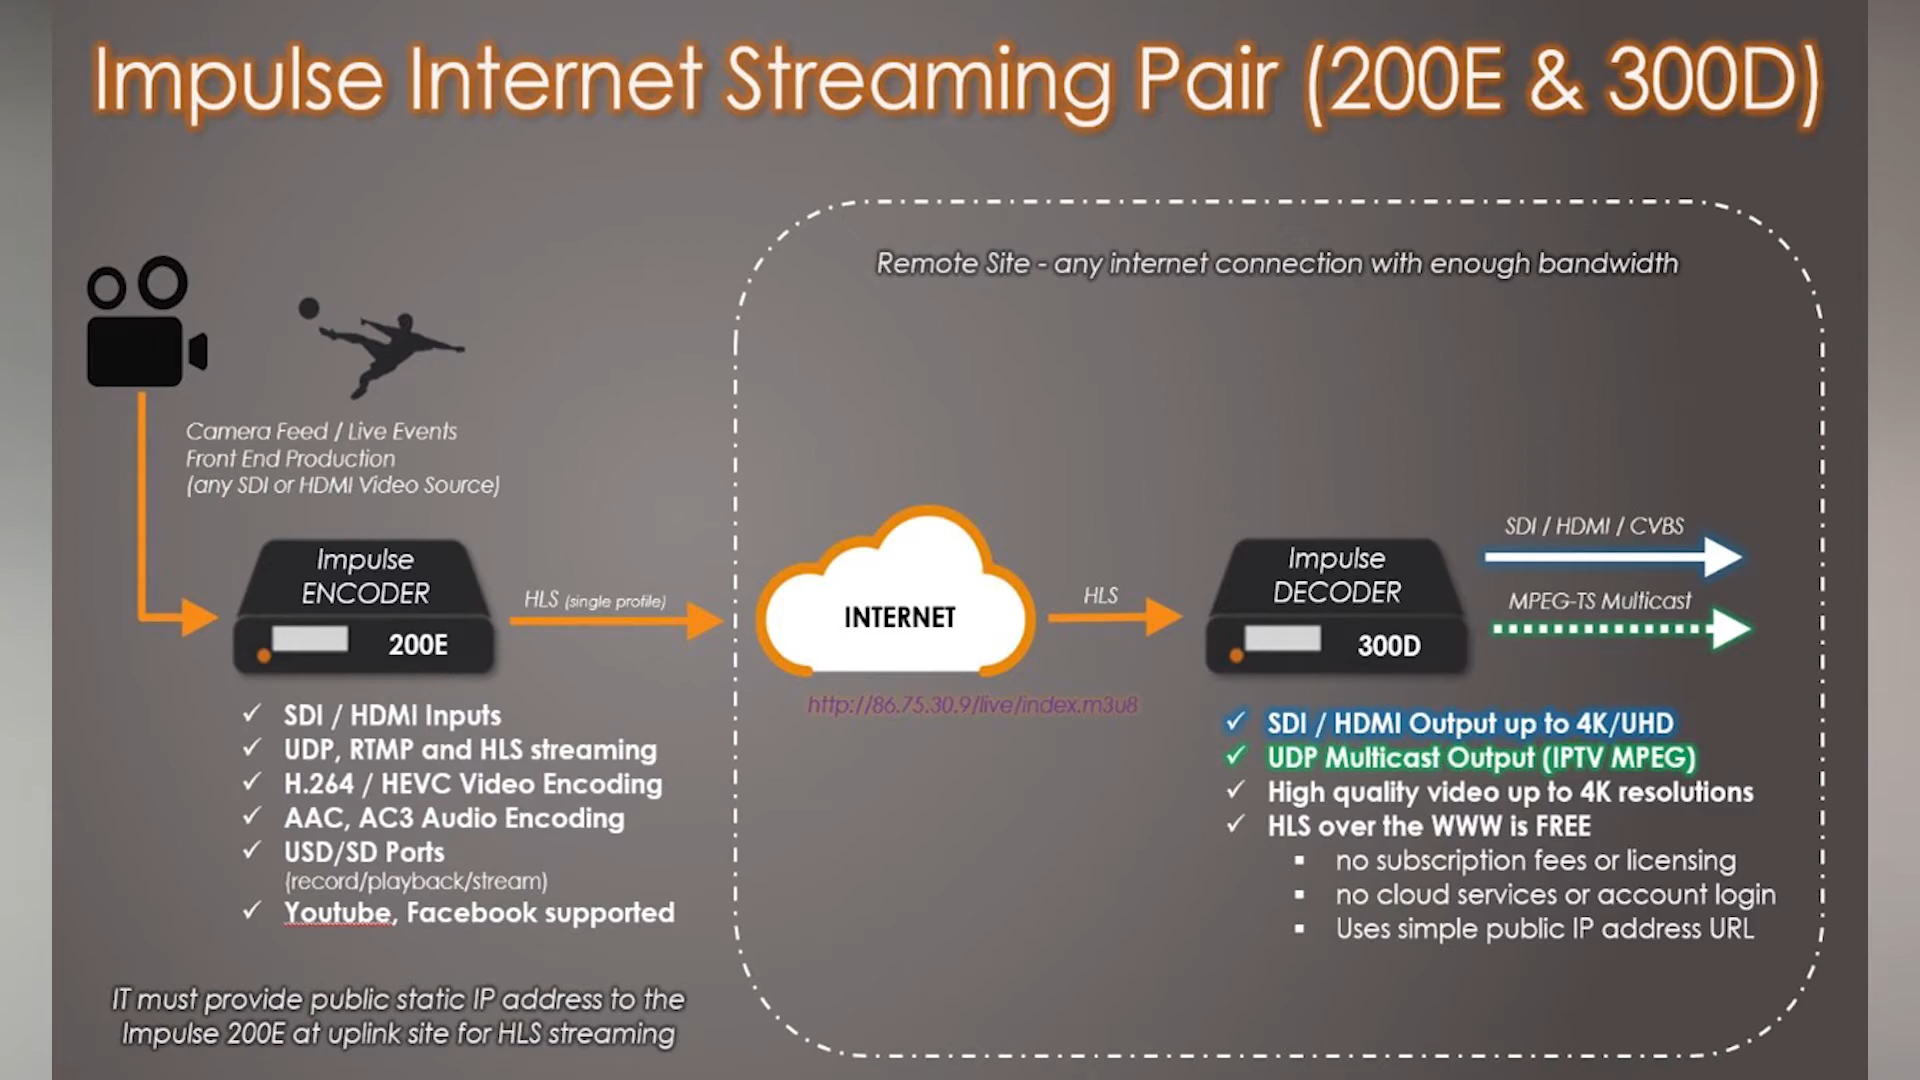 Impulse Internet Streaming Pair (200E & 300D)
Remote Site - any internet connection with enough bandwidth
Camera Feed / Live Events
Front End Production
(any SDI or HDMI Video Source)
Impulse
ENCODER
200E
HLS (single profile)
INTERNET
http://86.75.30.9/live/index.m3u8
HLS
Impulse
DECODER
300D
SDI / HDMI / CVBS
MPEG-TS Multicast
✓ SDI / HDMI Inputs
✓ UDP, RTMP and HLS streaming
✓ H.264 / HEVC Video Encoding
✓ AAC, AC3 Audio Encoding
✓ USD/SD Ports
(record/playback/stream)
✓ Youtube, Facebook supported
✓ SDI / HDMI Output up to 4K/UHD
✓ UDP Multicast Output (IPTV MPEG)
✓ High quality video up to 4K resolutions
✓ HLS over the WWW is FREE
▪ no subscription fees or licensing
▪ no cloud services or account login
▪ Uses simple public IP address URL
IT must provide public static IP address to the
Impulse 200E at uplink site for HLS streaming